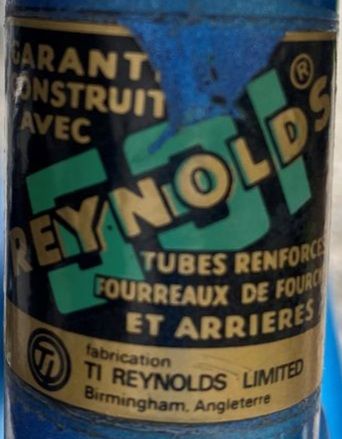 GARANTI
CONSTRUIT
AVEC
531
REYNOLDS®
TUBES RENFORCES
FOURREAUX DE FOURCHE
ET ARRIERES
TI
fabrication
TI REYNOLDS LIMITED
Birmingham, Angleterre